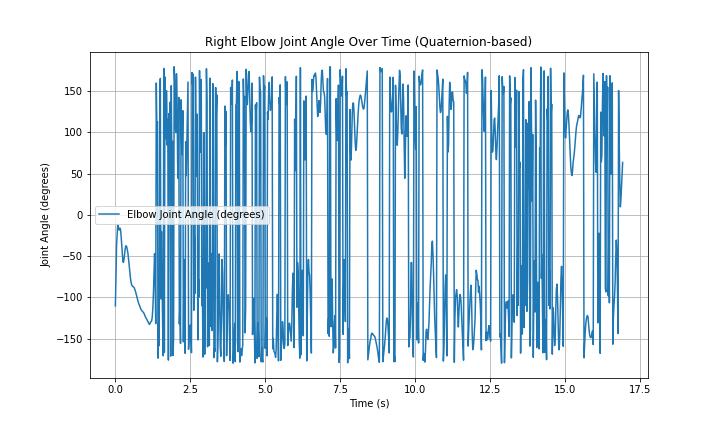 Right Elbow Joint Angle Over Time (Quaternion-based)
150
100
50
0
−50
−100
−150
Joint Angle (degrees)
Elbow Joint Angle (degrees)
0.0 2.5 5.0 7.5 10.0 12.5 15.0 17.5
Time (s)